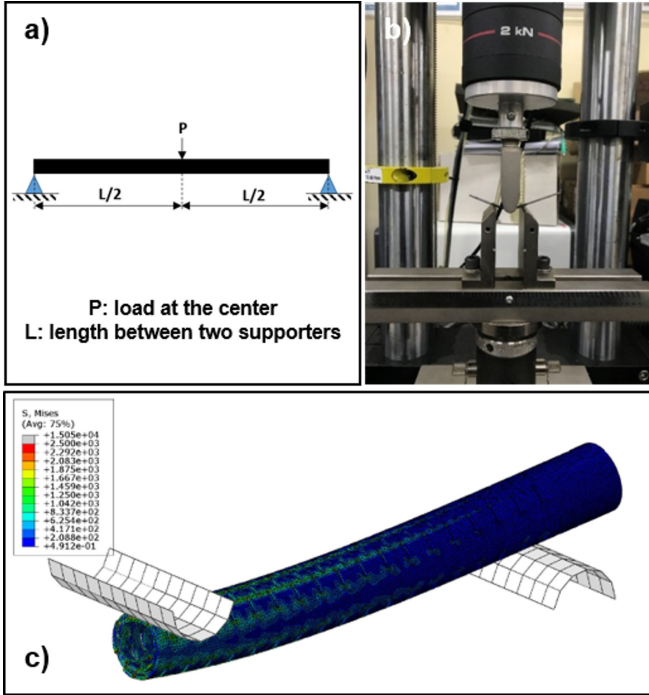 a)
P
L/2
L/2
P: load at the center
L: length between two supporters
b)
2 kN
S, Mises
(Avg: 75%)
+1.505e+04
+2.500e+03
+2.292e+03
+2.083e+03
+1.875e+03
+1.667e+03
+1.459e+03
+1.250e+03
+1.042e+03
+8.337e+02
+6.254e+02
+4.171e+02
+2.088e+02
+4.912e-01
c)